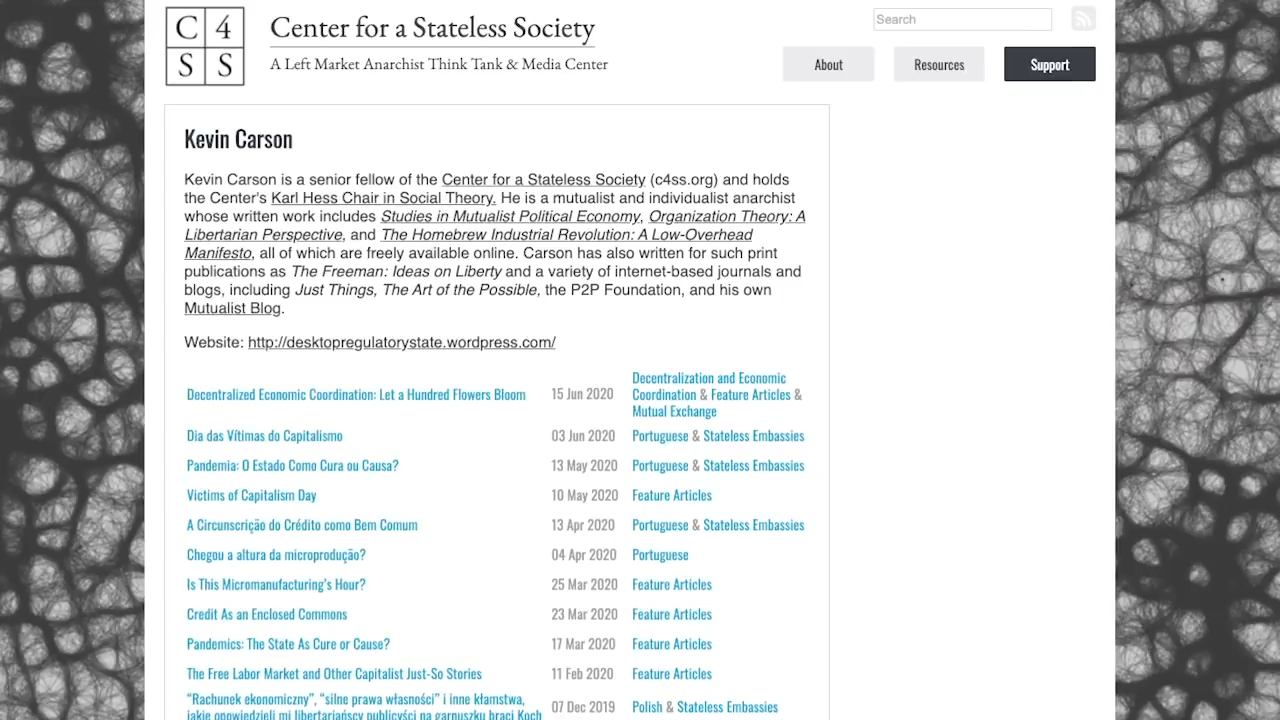 C 4
S S
Center for a Stateless Society
A Left Market Anarchist Think Tank & Media Center
Search
About
Resources
Support
Kevin Carson
Kevin Carson is a senior fellow of the Center for a Stateless Society (c4ss.org) and holds
the Center's Karl Hess Chair in Social Theory. He is a mutualist and individualist anarchist
whose written work includes Studies in Mutualist Political Economy, Organization Theory: A
Libertarian Perspective, and The Homebrew Industrial Revolution: A Low-Overhead
Manifesto, all of which are freely available online. Carson has also written for such print
publications as The Freeman: Ideas on Liberty and a variety of internet-based journals and
blogs, including Just Things, The Art of the Possible, the P2P Foundation, and his own
Mutualist Blog.
Website: http://desktopregulatorystate.wordpress.com/
Decentralized Economic Coordination: Let a Hundred Flowers Bloom 15 Jun 2020 Decentralization and Economic
Coordination & Feature Articles &
Mutual Exchange
Dia das Vítimas do Capitalismo 03 Jun 2020 Portuguese & Stateless Embassies
Pandemia: O Estado Como Cura ou Causa? 13 May 2020 Portuguese & Stateless Embassies
Victims of Capitalism Day 10 May 2020 Feature Articles
A Circunscrição do Crédito como Bem Comum 13 Apr 2020 Portuguese & Stateless Embassies
Chegou a altura da microprodução? 04 Apr 2020 Portuguese
Is This Micromanufacturing's Hour? 25 Mar 2020 Feature Articles
Credit As an Enclosed Commons 23 Mar 2020 Feature Articles
Pandemics: The State As Cure or Cause? 17 Mar 2020 Feature Articles
The Free Labor Market and Other Capitalist Just-So Stories 11 Feb 2020 Feature Articles
“Rachunek ekonomiczny”, “silne prawa własności” i inne kłamstwa,
jakie opowiedzieli mi libertariańscy publicyści na garnuszku braci Koch 07 Dec 2019 Polish & Stateless Embassies